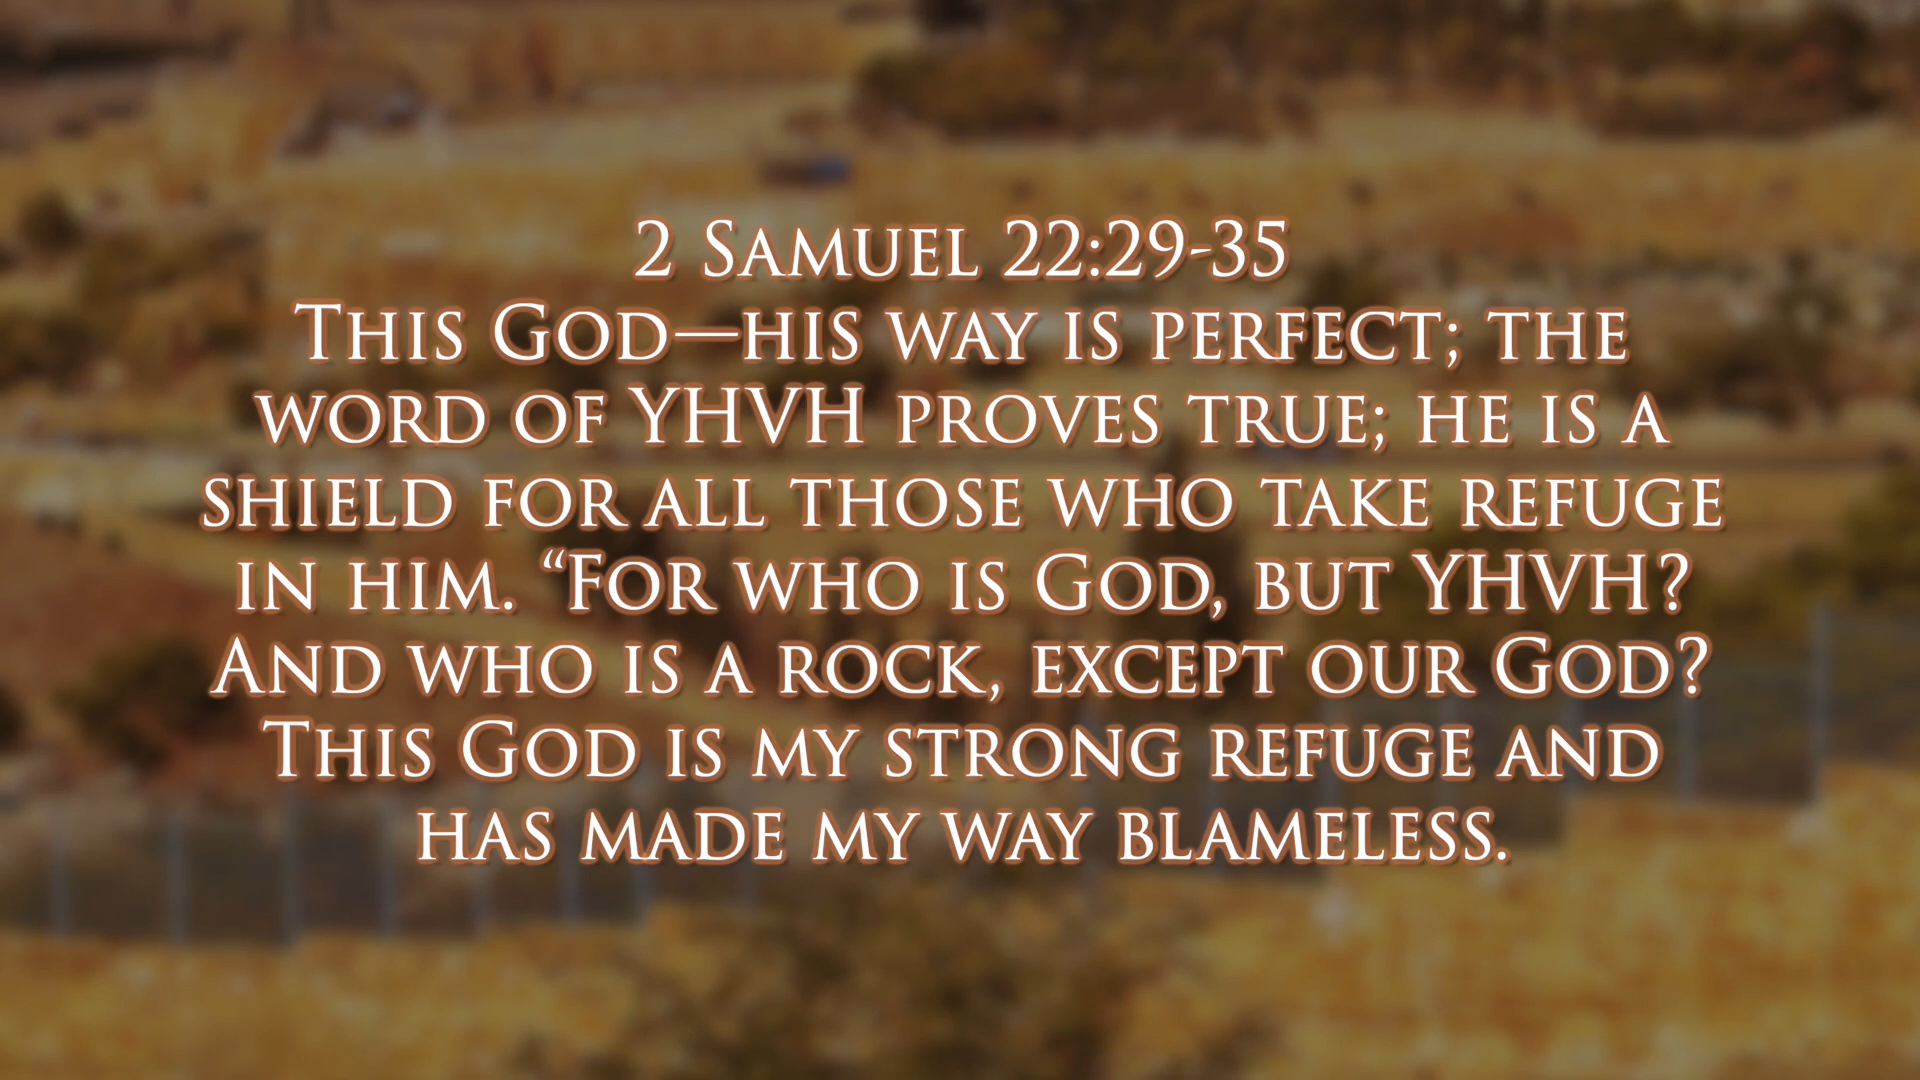 2 Samuel 22:29-35
This God—his way is perfect; the
word of YHVH proves true; he is a
shield for all those who take refuge
in him. “For who is God, but YHVH?
And who is a rock, except our God?
This God is my strong refuge and
has made my way blameless.